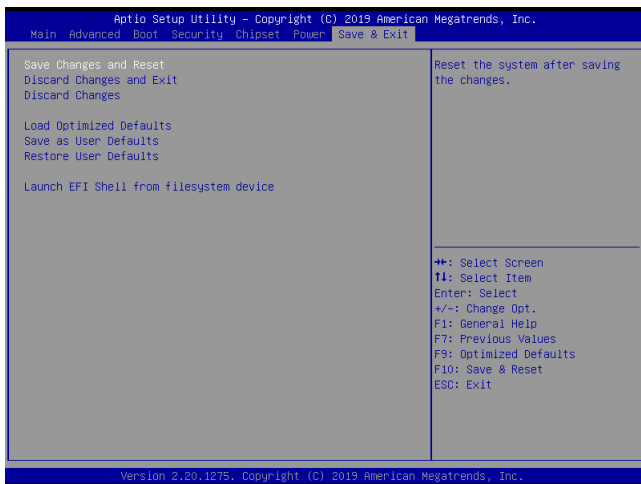 Aptio Setup Utility – Copyright (C) 2019 American Megatrends, Inc.
Main Advanced Boot Security Chipset Power Save & Exit
Save Changes and Reset
Discard Changes and Exit
Discard Changes
Load Optimized Defaults
Save as User Defaults
Restore User Defaults
Launch EFI Shell from filesystem device
Reset the system after saving
the changes.
→←: Select Screen
↑↓: Select Item
Enter: Select
+/-: Change Opt.
F1: General Help
F7: Previous Values
F9: Optimized Defaults
F10: Save & Reset
ESC: Exit
Version 2.20.1275. Copyright (C) 2019 American Megatrends, Inc.